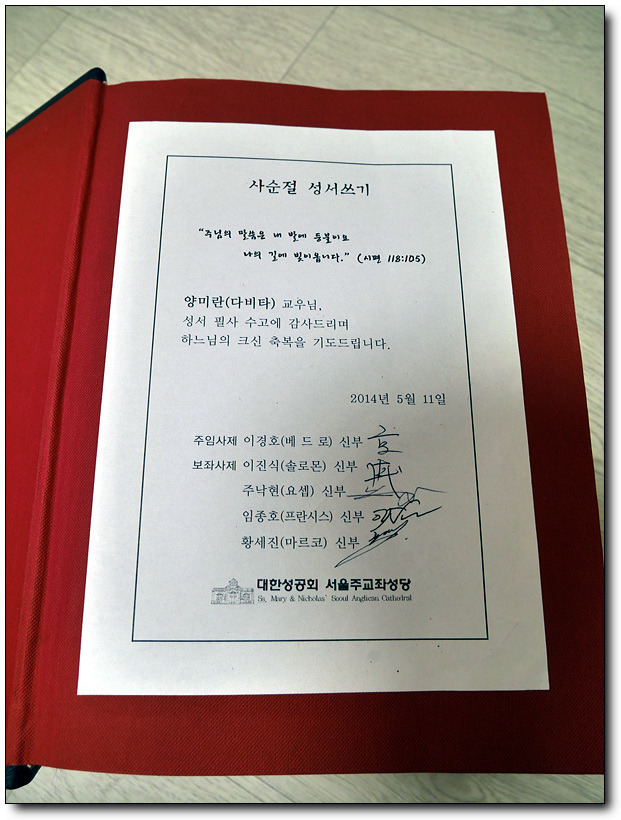 사순절 성서쓰기
“주님의 말씀은 내 발에 등불이요
나의 길에 빛이옵니다.” (시편 118:105)
양미란(다비타) 교우님,
성서 필사 수고에 감사드리며
하느님의 크신 축복을 기도드립니다.
2014년 5월 11일
주임사제 이경호(베 드 로) 신부
보좌사제 이진식(솔로몬) 신부
주낙현(요셉) 신부
임종호(프란시스) 신부
황세진(마르코) 신부
대한성공회 서울주교좌성당
Ss. Mary & Nicholas' Seoul Anglican Cathedral